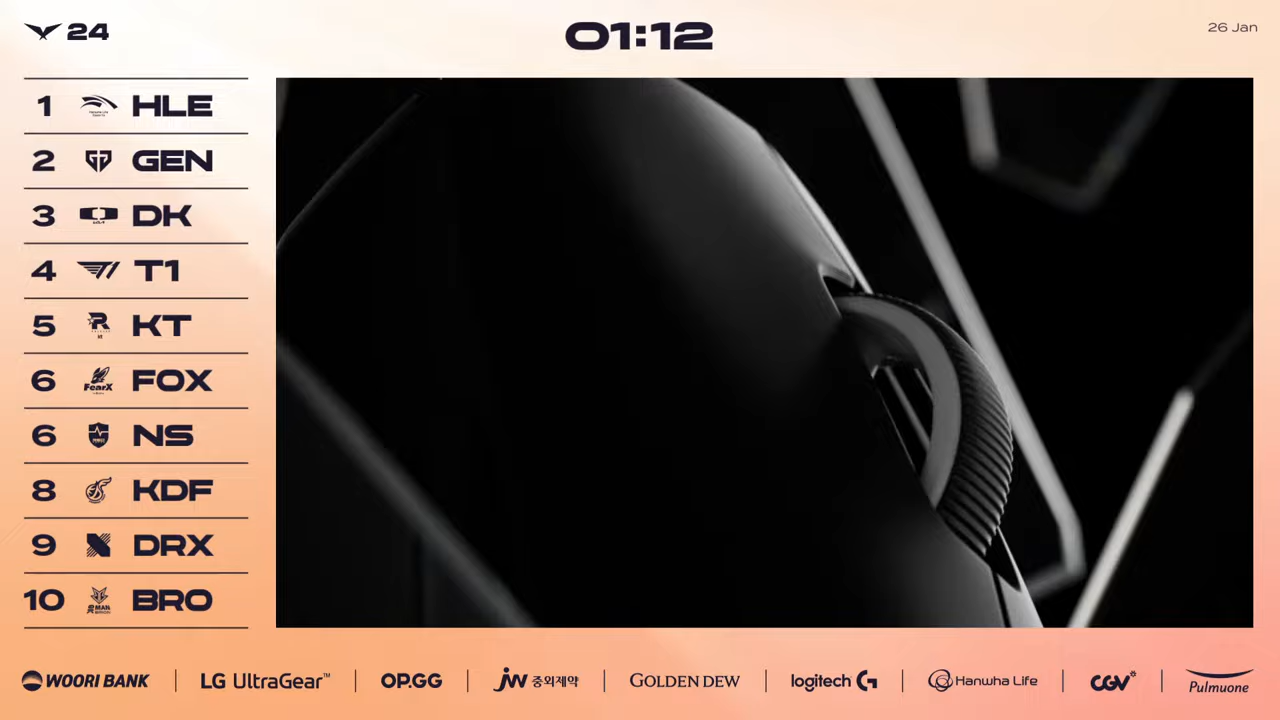 24
01:12
26 Jan
1 HLE
2 GEN
3 DK
4 T1
5 KT
6 FearX FOX
6 NS
8 KDF
9 DRX
10 BRO
WOORI BANK
LG UltraGear™
OP.GG
jw 중외제약
GOLDEN DEW
logitech G
Hanwha Life
CGV
Pulmuone